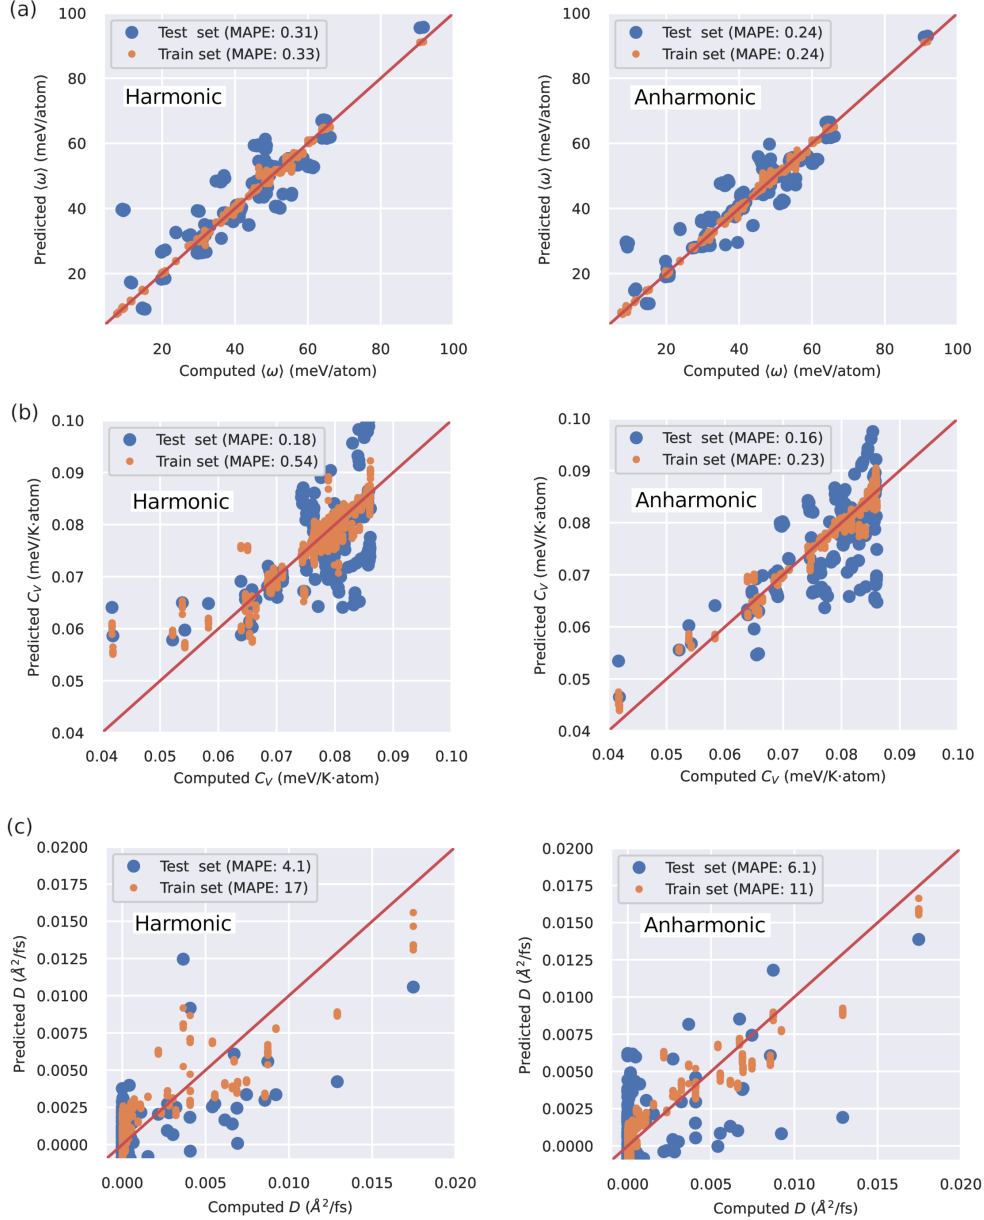 (a)
100
80
60
40
20
Predicted ⟨ω⟩ (meV/atom)
Test set (MAPE: 0.31)
Train set (MAPE: 0.33)
Harmonic
20 40 60 80 100
Computed ⟨ω⟩ (meV/atom)
100
80
60
40
20
Predicted ⟨ω⟩ (meV/atom)
Test set (MAPE: 0.24)
Train set (MAPE: 0.24)
Anharmonic
20 40 60 80 100
Computed ⟨ω⟩ (meV/atom)
(b)
0.10
0.09
0.08
0.07
0.06
0.05
0.04
Predicted C_V (meV/K·atom)
Test set (MAPE: 0.18)
Train set (MAPE: 0.54)
Harmonic
0.04 0.05 0.06 0.07 0.08 0.09 0.10
Computed C_V (meV/K·atom)
0.10
0.09
0.08
0.07
0.06
0.05
0.04
Predicted C_V (meV/K·atom)
Test set (MAPE: 0.16)
Train set (MAPE: 0.23)
Anharmonic
0.04 0.05 0.06 0.07 0.08 0.09 0.10
Computed C_V (meV/K·atom)
(c)
0.0200
0.0175
0.0150
0.0125
0.0100
0.0075
0.0050
0.0025
0.0000
Predicted D (Å²/fs)
Test set (MAPE: 4.1)
Train set (MAPE: 17)
Harmonic
0.000 0.005 0.010 0.015 0.020
Computed D (Å²/fs)
0.0200
0.0175
0.0150
0.0125
0.0100
0.0075
0.0050
0.0025
0.0000
Predicted D (Å²/fs)
Test set (MAPE: 6.1)
Train set (MAPE: 11)
Anharmonic
0.000 0.005 0.010 0.015 0.020
Computed D (Å²/fs)